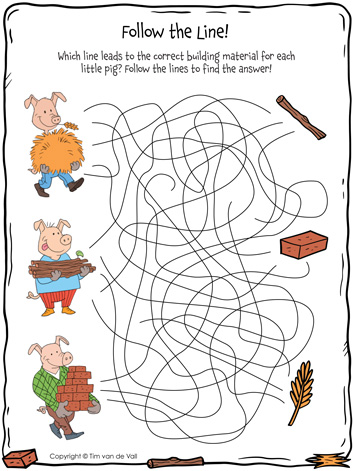 Follow the Line!
Which line leads to the correct building material for each
little pig? Follow the lines to find the answer!
Copyright © Tim van de Vall